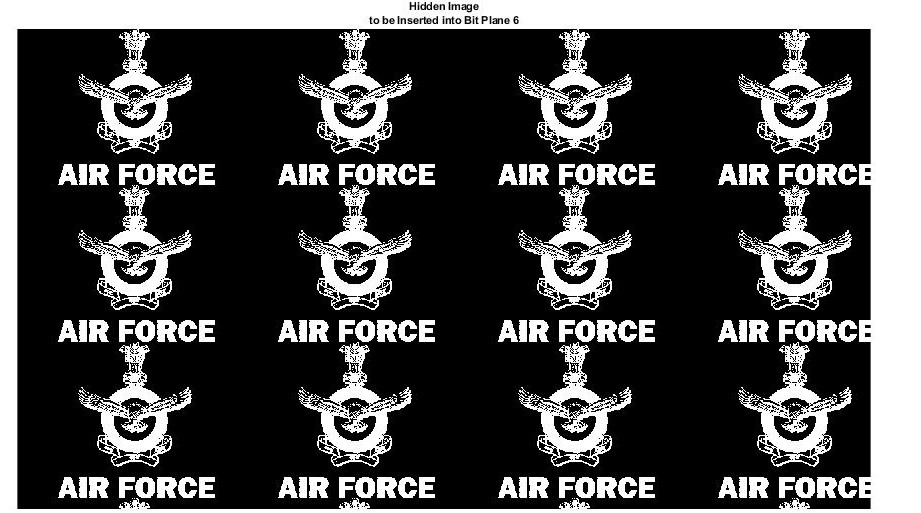 Hidden Image
to be Inserted into Bit Plane 6
AIR FORCE AIR FORCE AIR FORCE AIR FORCE
AIR FORCE AIR FORCE AIR FORCE AIR FORCE
AIR FORCE AIR FORCE AIR FORCE AIR FORCE